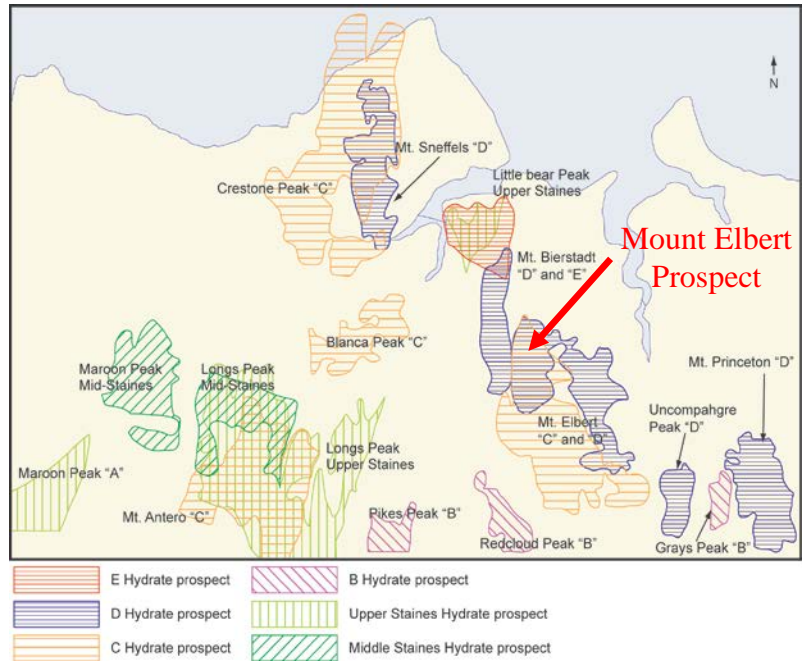 N
Mt. Sneffels “D”
Crestone Peak “C”
Little bear Peak
Upper Staines
Mount Elbert
Prospect
Mt. Bierstadt
“D” and “E”
Blanca Peak “C”
Maroon Peak
Mid-Staines
Longs Peak
Mid-Staines
Mt. Princeton “D”
Uncompahgre
Peak “D”
Mt. Elbert
“C” and “D”
Longs Peak
Upper Staines
Maroon Peak “A”
Mt. Antero “C”
Pikes Peak “B”
Redcloud Peak “B”
Grays Peak “B”
E Hydrate prospect
B Hydrate prospect
D Hydrate prospect
Upper Staines Hydrate prospect
C Hydrate prospect
Middle Staines Hydrate prospect